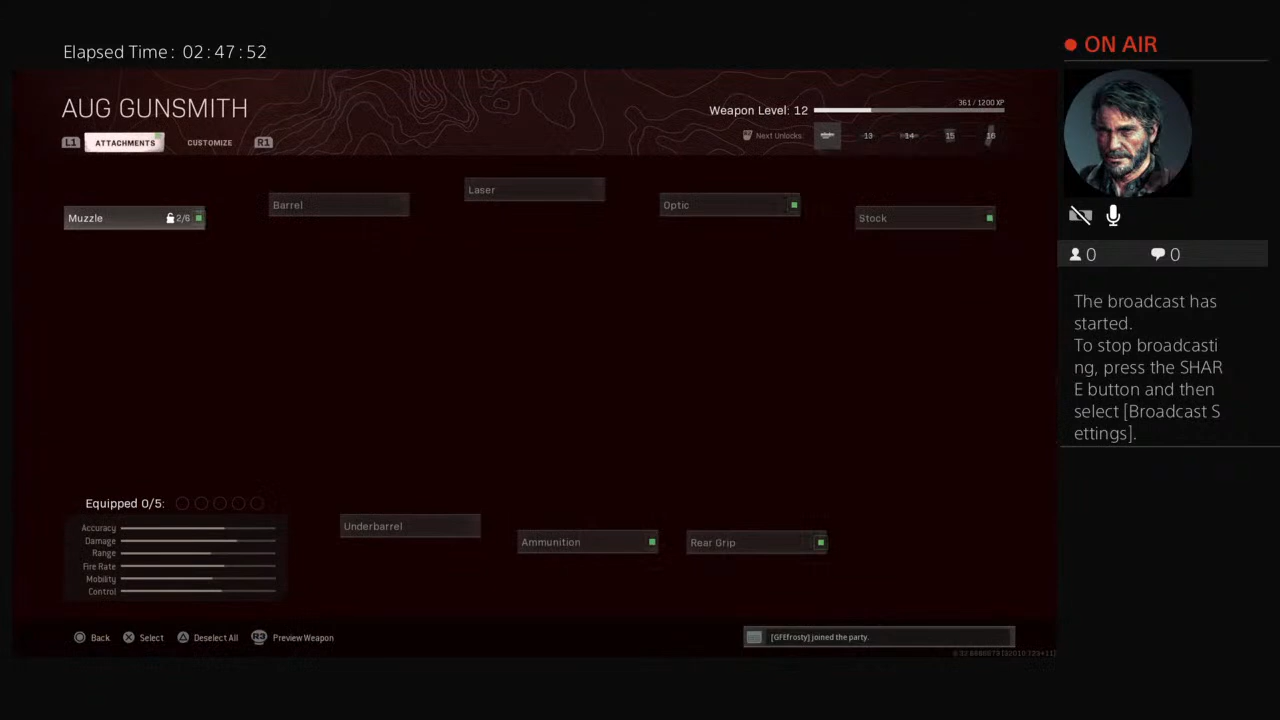 Elapsed Time: 02:47:52
ON AIR
AUG GUNSMITH
Weapon Level: 12
361 / 1200 XP
L1
ATTACHMENTS
CUSTOMIZE
R1
Next Unlocks:
13
14
15
16
Muzzle
2/6
Barrel
Laser
Optic
Stock
0
0
The broadcast has
started.
To stop broadcasti
ng, press the SHAR
E button and then
select [Broadcast S
ettings].
Equipped 0/5:
Accuracy
Damage
Range
Fire Rate
Mobility
Control
Underbarrel
Ammunition
Rear Grip
Back
Select
Deselect All
R3
Preview Weapon
[GFEfrosty] joined the party.